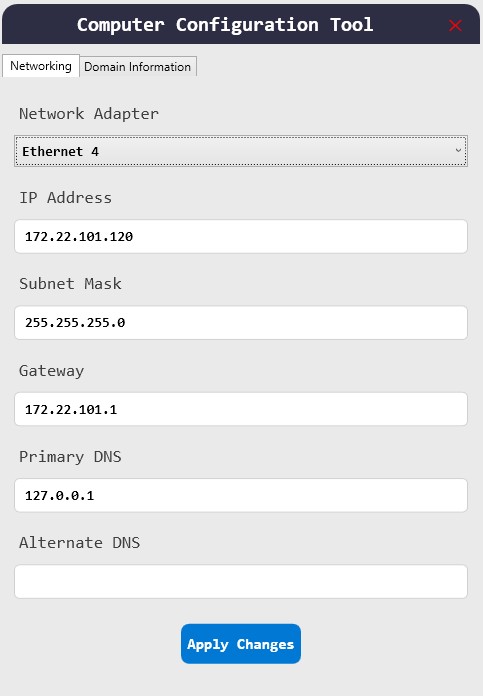 Computer Configuration Tool
Networking Domain Information
Network Adapter
Ethernet 4
IP Address
172.22.101.120
Subnet Mask
255.255.255.0
Gateway
172.22.101.1
Primary DNS
127.0.0.1
Alternate DNS
Apply Changes